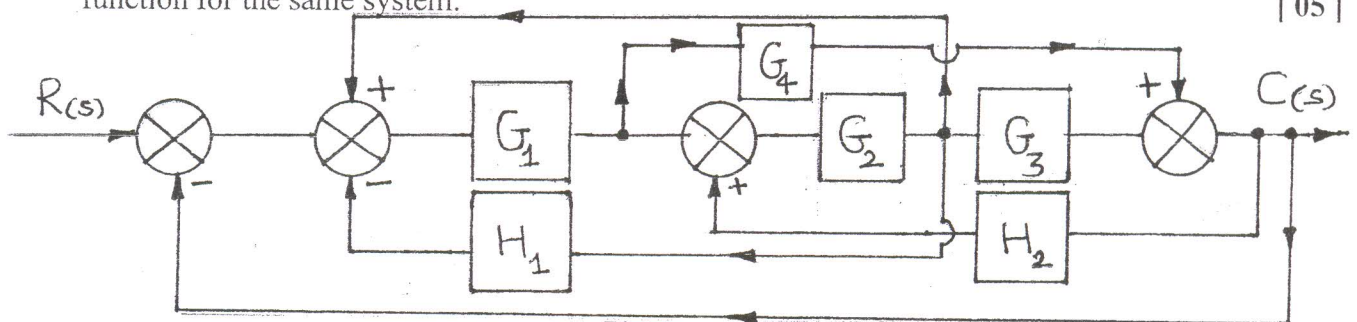 function for the same system.
[ 05 ]
G4
+ +
R(s) C(s)
G1 G2 G3
- - +
H1 H2